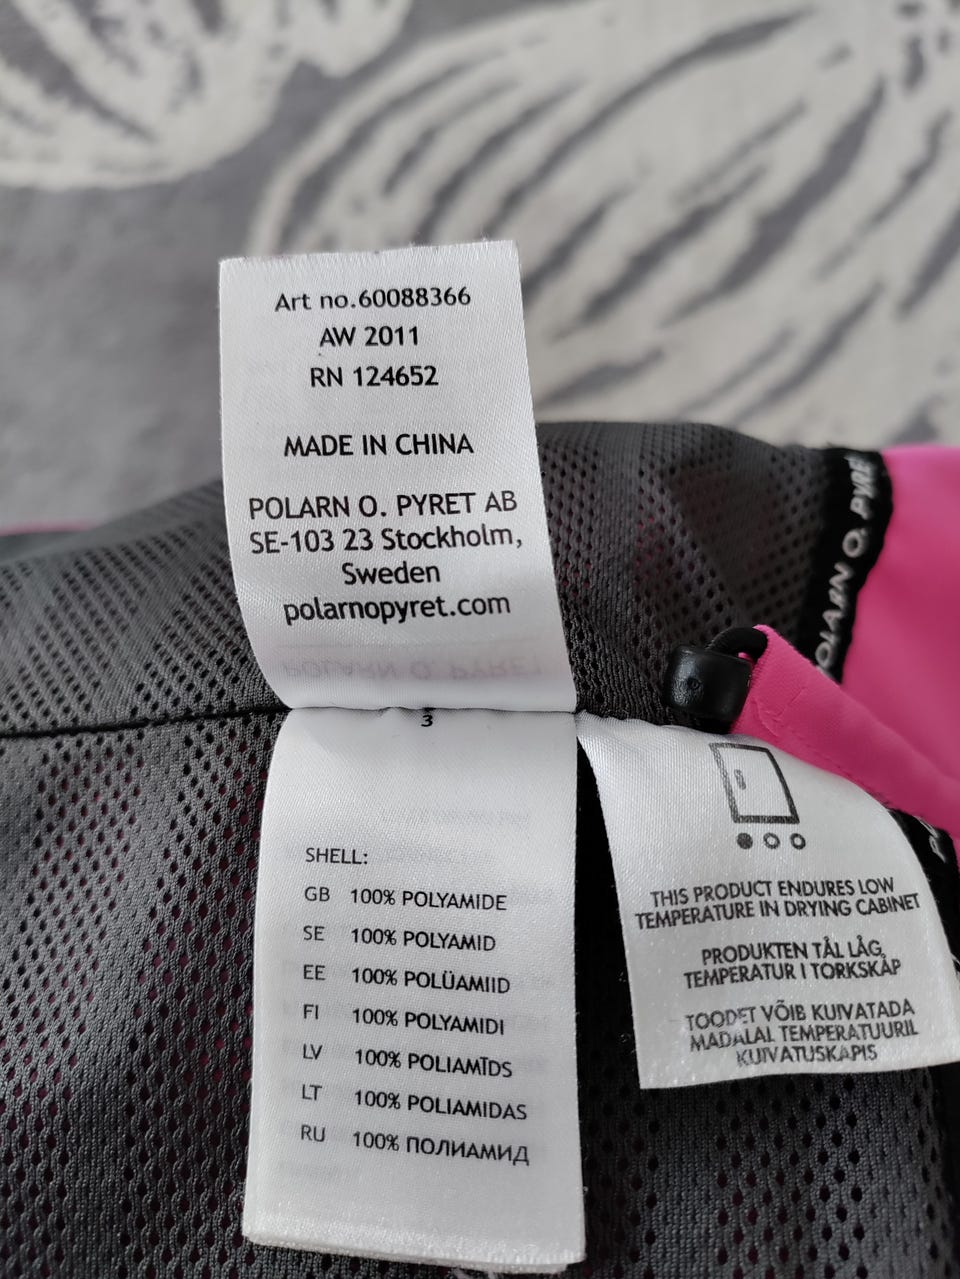 Art no.60088366
AW 2011
RN 124652
MADE IN CHINA
POLARN O. PYRET AB
SE-103 23 Stockholm,
Sweden
polarnopyret.com
POLARN O. PYRET
3
SHELL:
GB 100% POLYAMIDE
SE 100% POLYAMID
EE 100% POLÜAMIID
FI 100% POLYAMIDI
LV 100% POLIAMĪDS
LT 100% POLIAMIDAS
RU 100% ПОЛИАМИД
THIS PRODUCT ENDURES LOW
TEMPERATURE IN DRYING CABINET
PRODUKTEN TÅL LÅG
TEMPERATUR I TORKSKÅP
TOODET VÕIB KUIVATADA
MADALAL TEMPERATUURIL
KUIVATUSKAPIS
OLARN O. PYRE